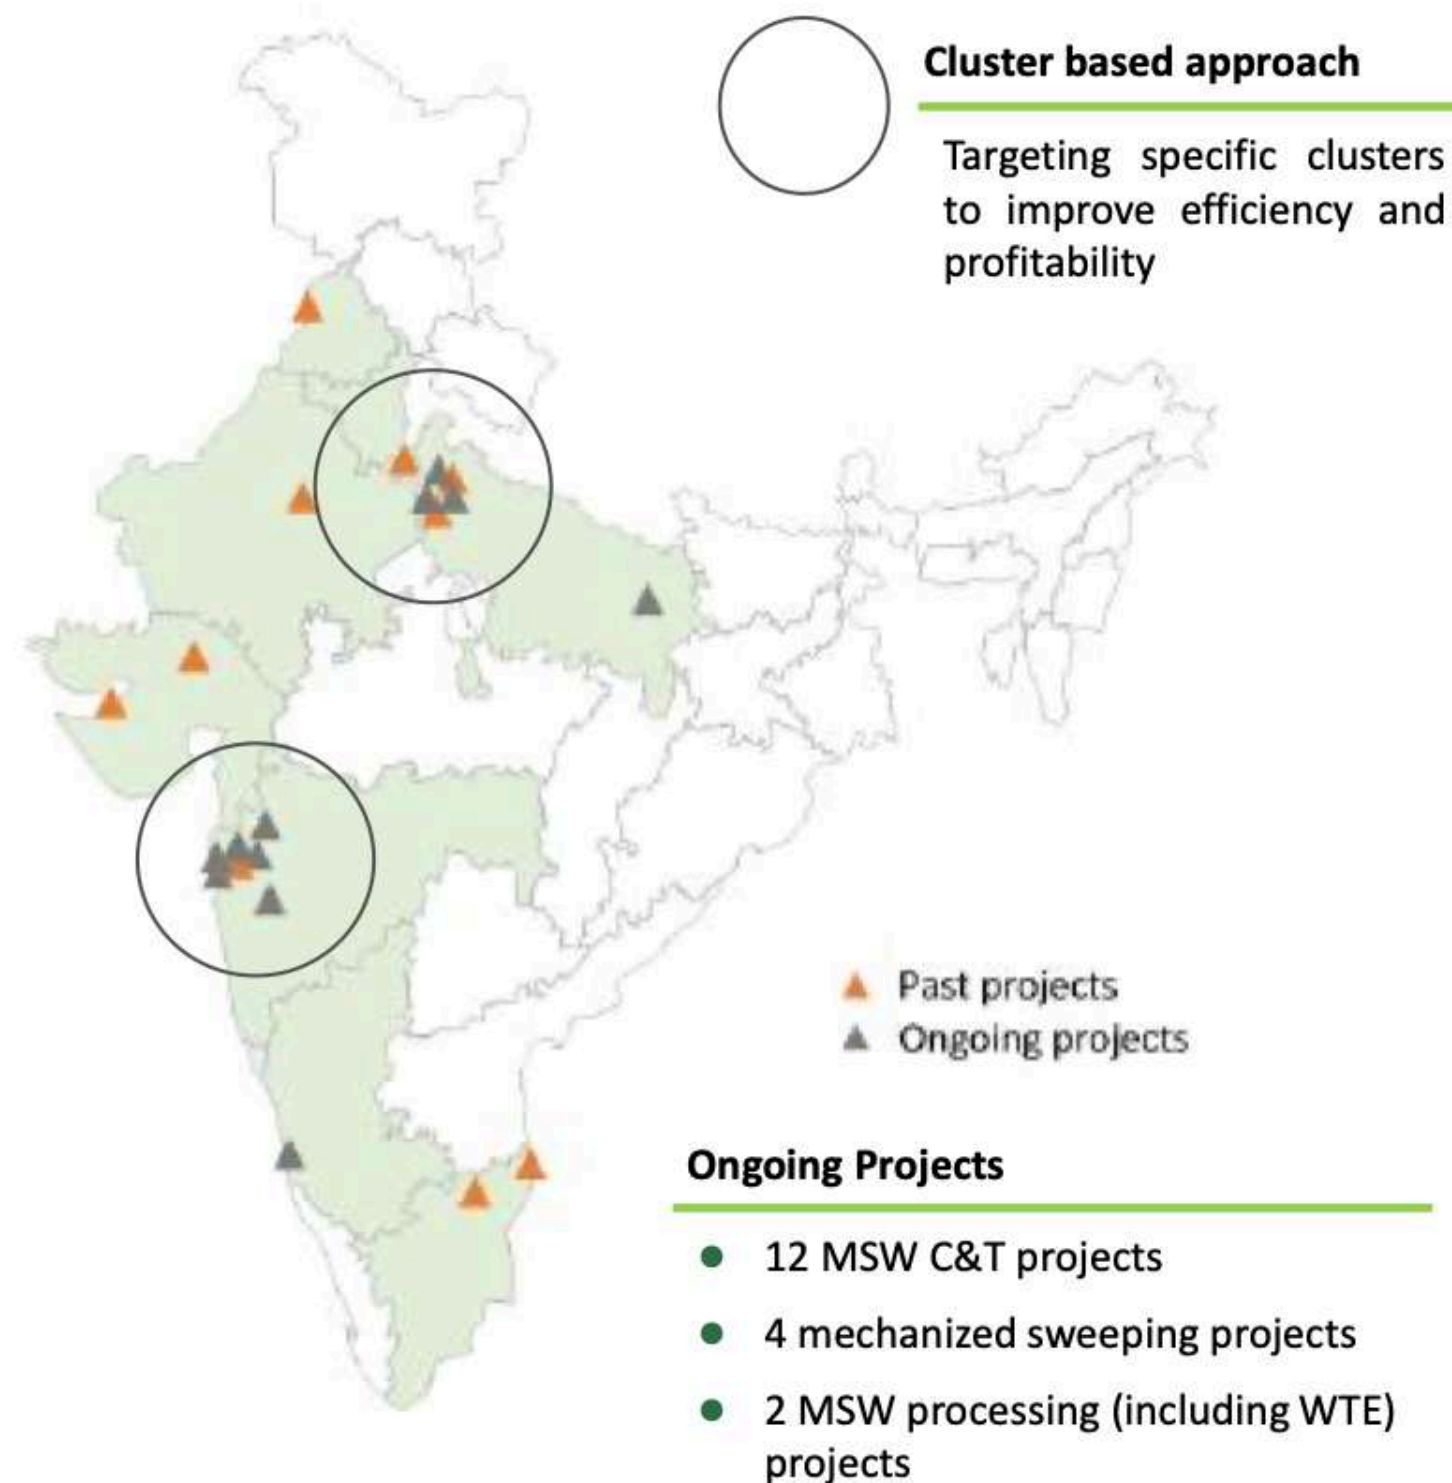 Cluster based approach
Targeting specific clusters
to improve efficiency and
profitability
Past projects
Ongoing projects
Ongoing Projects
12 MSW C&T projects
4 mechanized sweeping projects
2 MSW processing (including WTE)
projects